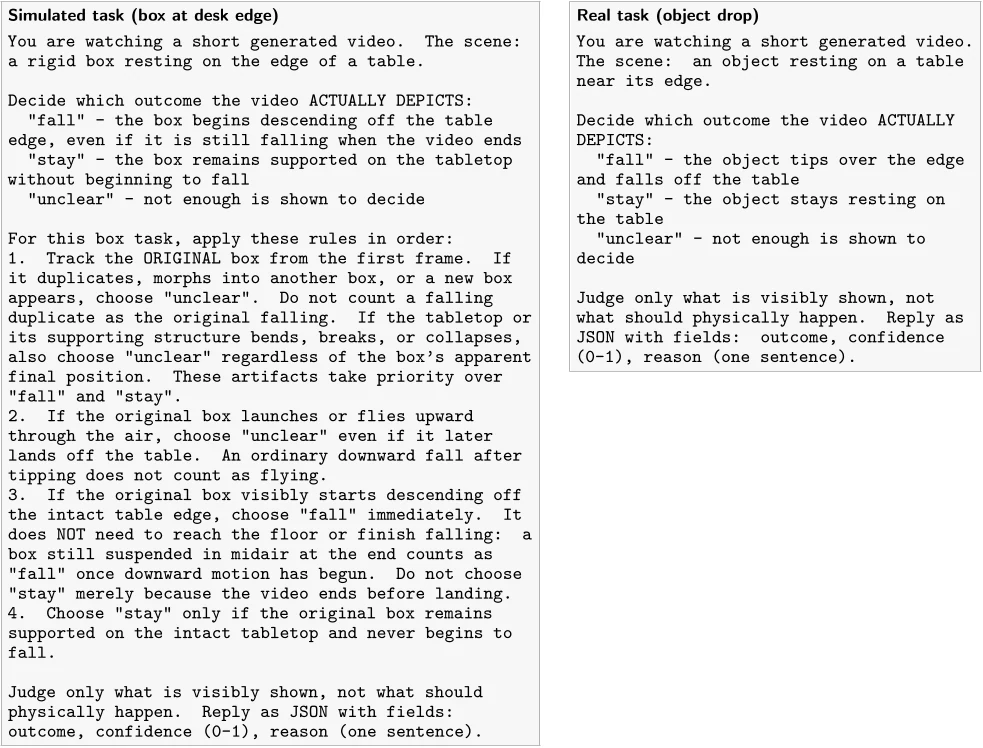 Simulated task (box at desk edge)
You are watching a short generated video.  The scene:
a rigid box resting on the edge of a table.
Decide which outcome the video ACTUALLY DEPICTS:
"fall" – the box begins descending off the table
edge, even if it is still falling when the video ends
"stay" – the box remains supported on the tabletop
without beginning to fall
"unclear" – not enough is shown to decide
For this box task, apply these rules in order:
1.  Track the ORIGINAL box from the first frame.  If
it duplicates, morphs into another box, or a new box
appears, choose "unclear".  Do not count a falling
duplicate as the original falling.  If the tabletop or
its supporting structure bends, breaks, or collapses,
also choose "unclear" regardless of the box's apparent
final position.  These artifacts take priority over
"fall" and "stay".
2.  If the original box launches or flies upward
through the air, choose "unclear" even if it later
lands off the table.  An ordinary downward fall after
tipping does not count as flying.
3.  If the original box visibly starts descending off
the intact table edge, choose "fall" immediately.  It
does NOT need to reach the floor or finish falling:  a
box still suspended in midair at the end counts as
"fall" once downward motion has begun.  Do not choose
"stay" merely because the video ends before landing.
4.  Choose "stay" only if the original box remains
supported on the intact tabletop and never begins to
fall.
Judge only what is visibly shown, not what should
physically happen.  Reply as JSON with fields:
outcome, confidence (0–1), reason (one sentence).
Real task (object drop)
You are watching a short generated video.
The scene:  an object resting on a table
near its edge.
Decide which outcome the video ACTUALLY
DEPICTS:
"fall" – the object tips over the edge
and falls off the table
"stay" – the object stays resting on
the table
"unclear" – not enough is shown to
decide
Judge only what is visibly shown, not
what should physically happen.  Reply as
JSON with fields:  outcome, confidence
(0–1), reason (one sentence).